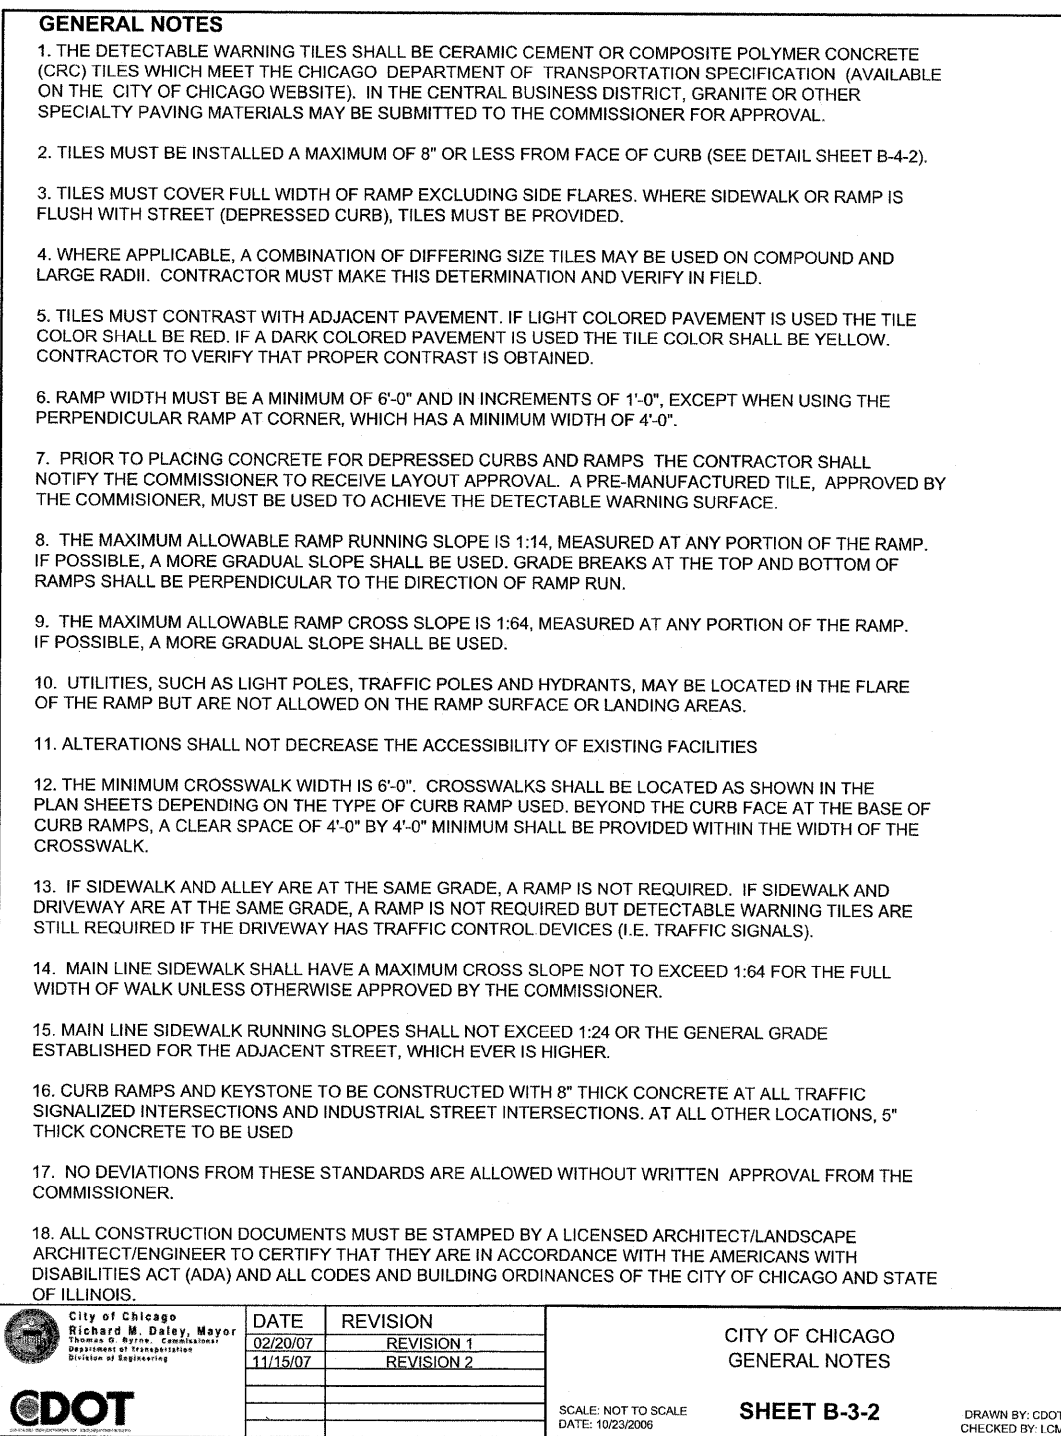 GENERAL NOTES
1. THE DETECTABLE WARNING TILES SHALL BE CERAMIC CEMENT OR COMPOSITE POLYMER CONCRETE
(CRC) TILES WHICH MEET THE CHICAGO DEPARTMENT OF TRANSPORTATION SPECIFICATION (AVAILABLE
ON THE CITY OF CHICAGO WEBSITE). IN THE CENTRAL BUSINESS DISTRICT, GRANITE OR OTHER
SPECIALTY PAVING MATERIALS MAY BE SUBMITTED TO THE COMMISSIONER FOR APPROVAL.
2. TILES MUST BE INSTALLED A MAXIMUM OF 8" OR LESS FROM FACE OF CURB (SEE DETAIL SHEET B-4-2).
3. TILES MUST COVER FULL WIDTH OF RAMP EXCLUDING SIDE FLARES. WHERE SIDEWALK OR RAMP IS
FLUSH WITH STREET (DEPRESSED CURB), TILES MUST BE PROVIDED.
4. WHERE APPLICABLE, A COMBINATION OF DIFFERING SIZE TILES MAY BE USED ON COMPOUND AND
LARGE RADII. CONTRACTOR MUST MAKE THIS DETERMINATION AND VERIFY IN FIELD.
5. TILES MUST CONTRAST WITH ADJACENT PAVEMENT. IF LIGHT COLORED PAVEMENT IS USED THE TILE
COLOR SHALL BE RED. IF A DARK COLORED PAVEMENT IS USED THE TILE COLOR SHALL BE YELLOW.
CONTRACTOR TO VERIFY THAT PROPER CONTRAST IS OBTAINED.
6. RAMP WIDTH MUST BE A MINIMUM OF 6'-0" AND IN INCREMENTS OF 1'-0", EXCEPT WHEN USING THE
PERPENDICULAR RAMP AT CORNER, WHICH HAS A MINIMUM WIDTH OF 4'-0".
7. PRIOR TO PLACING CONCRETE FOR DEPRESSED CURBS AND RAMPS THE CONTRACTOR SHALL
NOTIFY THE COMMISSIONER TO RECEIVE LAYOUT APPROVAL. A PRE-MANUFACTURED TILE, APPROVED BY
THE COMMISIONER, MUST BE USED TO ACHIEVE THE DETECTABLE WARNING SURFACE.
8. THE MAXIMUM ALLOWABLE RAMP RUNNING SLOPE IS 1:14, MEASURED AT ANY PORTION OF THE RAMP.
IF POSSIBLE, A MORE GRADUAL SLOPE SHALL BE USED. GRADE BREAKS AT THE TOP AND BOTTOM OF
RAMPS SHALL BE PERPENDICULAR TO THE DIRECTION OF RAMP RUN.
9. THE MAXIMUM ALLOWABLE RAMP CROSS SLOPE IS 1:64, MEASURED AT ANY PORTION OF THE RAMP.
IF POSSIBLE, A MORE GRADUAL SLOPE SHALL BE USED.
10. UTILITIES, SUCH AS LIGHT POLES, TRAFFIC POLES AND HYDRANTS, MAY BE LOCATED IN THE FLARE
OF THE RAMP BUT ARE NOT ALLOWED ON THE RAMP SURFACE OR LANDING AREAS.
11. ALTERATIONS SHALL NOT DECREASE THE ACCESSIBILITY OF EXISTING FACILITIES
12. THE MINIMUM CROSSWALK WIDTH IS 6'-0". CROSSWALKS SHALL BE LOCATED AS SHOWN IN THE
PLAN SHEETS DEPENDING ON THE TYPE OF CURB RAMP USED. BEYOND THE CURB FACE AT THE BASE OF
CURB RAMPS, A CLEAR SPACE OF 4'-0" BY 4'-0" MINIMUM SHALL BE PROVIDED WITHIN THE WIDTH OF THE
CROSSWALK.
13. IF SIDEWALK AND ALLEY ARE AT THE SAME GRADE, A RAMP IS NOT REQUIRED. IF SIDEWALK AND
DRIVEWAY ARE AT THE SAME GRADE, A RAMP IS NOT REQUIRED BUT DETECTABLE WARNING TILES ARE
STILL REQUIRED IF THE DRIVEWAY HAS TRAFFIC CONTROL DEVICES (I.E. TRAFFIC SIGNALS).
14. MAIN LINE SIDEWALK SHALL HAVE A MAXIMUM CROSS SLOPE NOT TO EXCEED 1:64 FOR THE FULL
WIDTH OF WALK UNLESS OTHERWISE APPROVED BY THE COMMISSIONER.
15. MAIN LINE SIDEWALK RUNNING SLOPES SHALL NOT EXCEED 1:24 OR THE GENERAL GRADE
ESTABLISHED FOR THE ADJACENT STREET, WHICH EVER IS HIGHER.
16. CURB RAMPS AND KEYSTONE TO BE CONSTRUCTED WITH 8" THICK CONCRETE AT ALL TRAFFIC
SIGNALIZED INTERSECTIONS AND INDUSTRIAL STREET INTERSECTIONS. AT ALL OTHER LOCATIONS, 5"
THICK CONCRETE TO BE USED
17. NO DEVIATIONS FROM THESE STANDARDS ARE ALLOWED WITHOUT WRITTEN APPROVAL FROM THE
COMMISSIONER.
18. ALL CONSTRUCTION DOCUMENTS MUST BE STAMPED BY A LICENSED ARCHITECT/LANDSCAPE
ARCHITECT/ENGINEER TO CERTIFY THAT THEY ARE IN ACCORDANCE WITH THE AMERICANS WITH
DISABILITIES ACT (ADA) AND ALL CODES AND BUILDING ORDINANCES OF THE CITY OF CHICAGO AND STATE
OF ILLINOIS.
City of Chicago
Richard M. Daley, Mayor
Thomas G. Byrne, Commissioner
Department of Transportation
Division of Engineering
CDOT
DATE REVISION
02/20/07 REVISION 1
11/15/07 REVISION 2
CITY OF CHICAGO
GENERAL NOTES
SCALE: NOT TO SCALE
DATE: 10/23/2006
SHEET B-3-2
DRAWN BY: CDOT
CHECKED BY: LCM